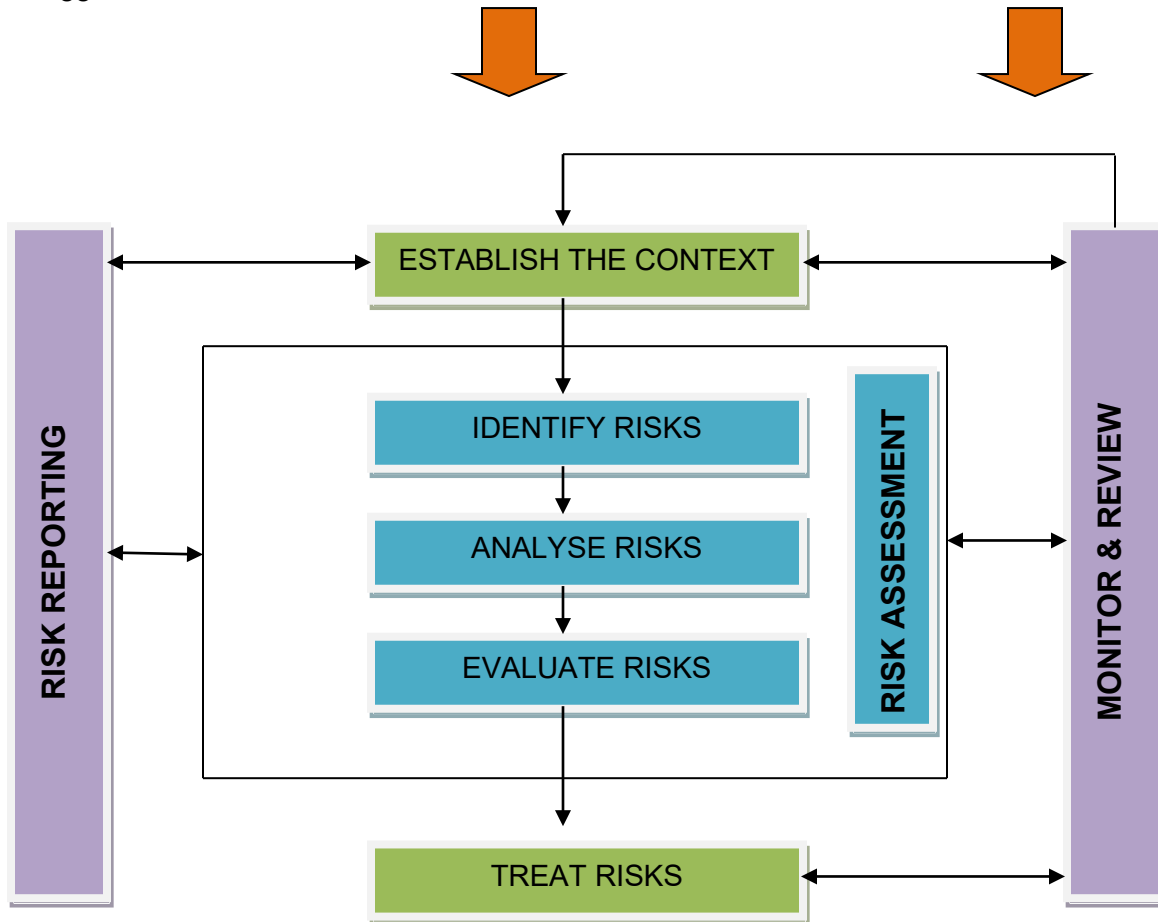 ESTABLISH THE CONTEXT
IDENTIFY RISKS
ANALYSE RISKS
EVALUATE RISKS
TREAT RISKS
RISK REPORTING
RISK ASSESSMENT
MONITOR & REVIEW